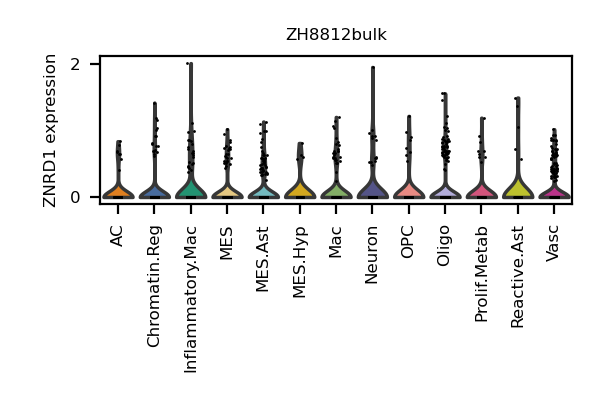 ZH8812bulk
ZNRD1 expression
2
0
AC
Chromatin.Reg
Inflammatory.Mac
MES
MES.Ast
MES.Hyp
Mac
Neuron
OPC
Oligo
Prolif.Metab
Reactive.Ast
Vasc